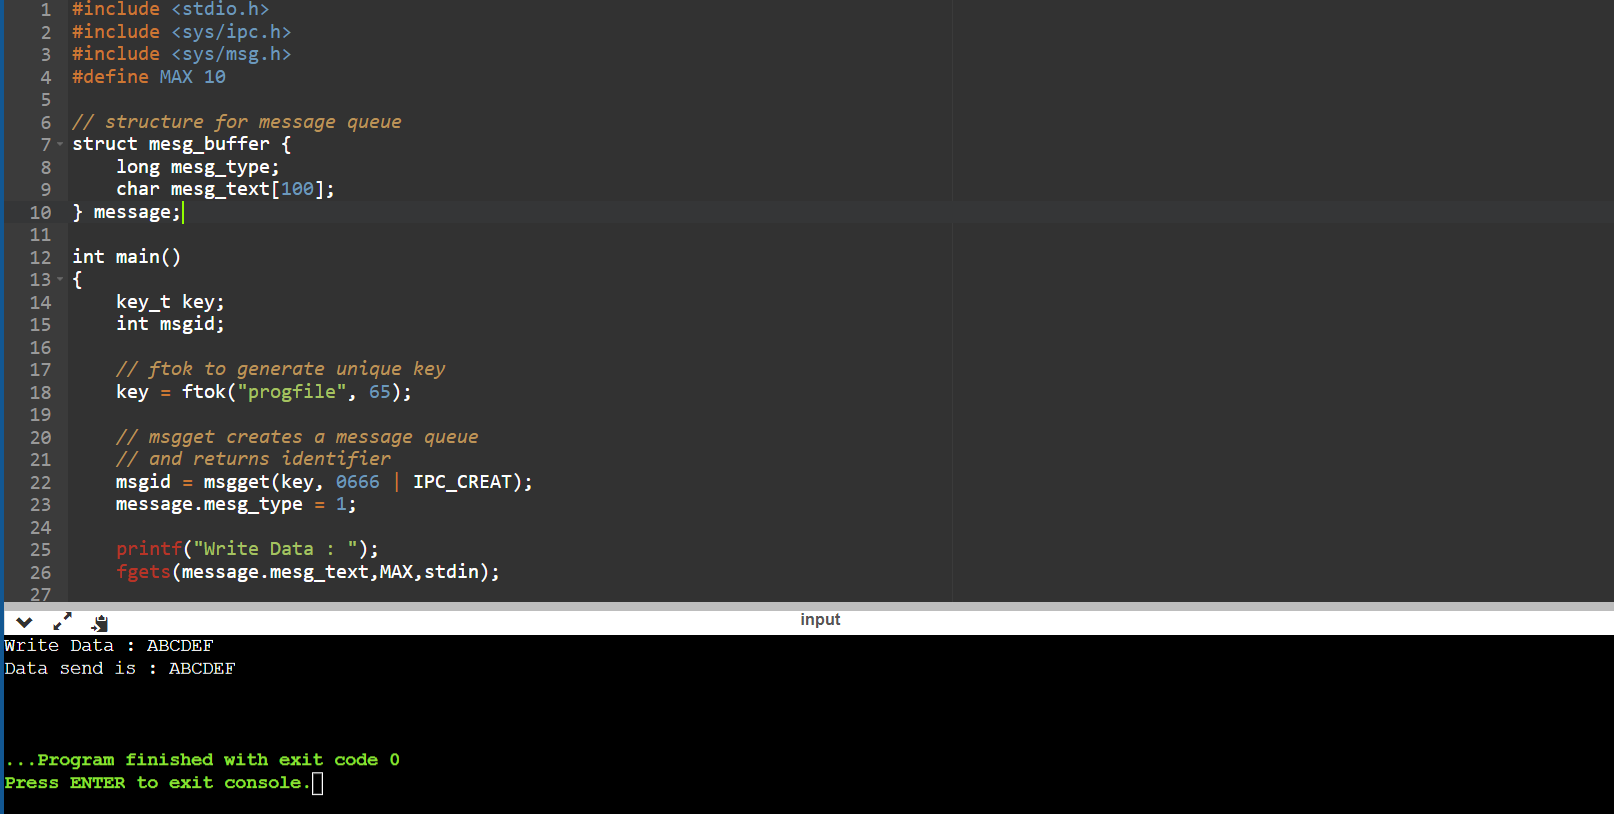 1 #include <stdio.h>
2 #include <sys/ipc.h>
3 #include <sys/msg.h>
4 #define MAX 10
5
6 // structure for message queue
7 struct mesg_buffer {
8     long mesg_type;
9     char mesg_text[100];
10 } message;
11
12 int main()
13 {
14     key_t key;
15     int msgid;
16
17     // ftok to generate unique key
18     key = ftok("progfile", 65);
19
20     // msgget creates a message queue
21     // and returns identifier
22     msgid = msgget(key, 0666 | IPC_CREAT);
23     message.mesg_type = 1;
24
25     printf("Write Data : ");
26     fgets(message.mesg_text,MAX,stdin);
27
input
Write Data : ABCDEF
Data send is : ABCDEF
...Program finished with exit code 0
Press ENTER to exit console.